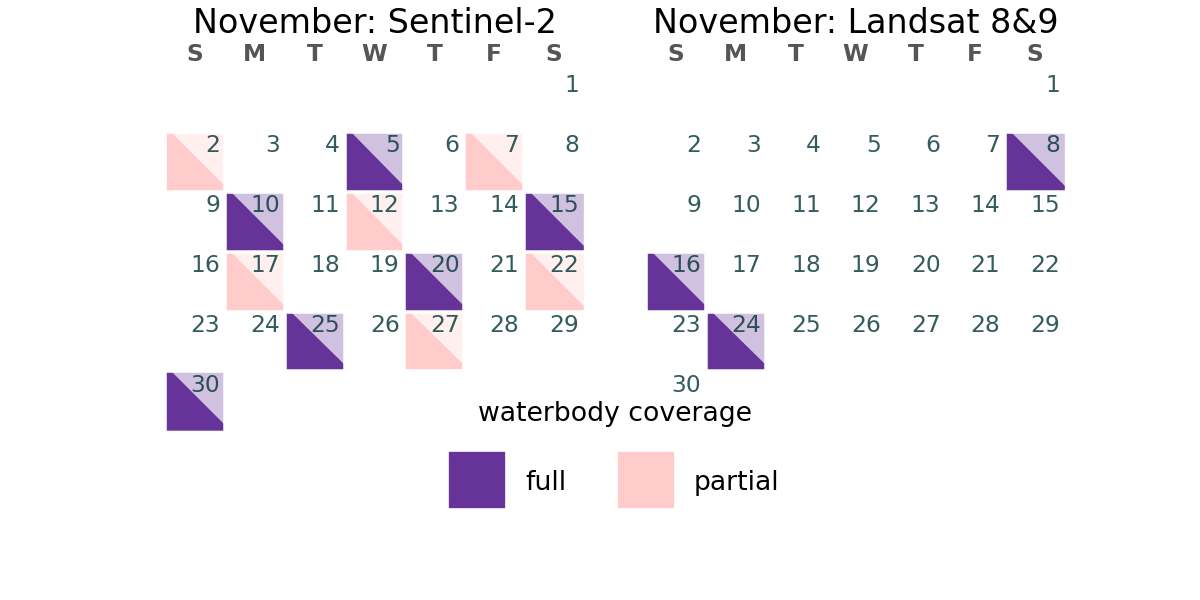 November: Sentinel-2
S M T W T F S
1
2 3 4 5 6 7 8
9 10 11 12 13 14 15
16 17 18 19 20 21 22
23 24 25 26 27 28 29
30
November: Landsat 8&9
S M T W T F S
1
2 3 4 5 6 7 8
9 10 11 12 13 14 15
16 17 18 19 20 21 22
23 24 25 26 27 28 29
30
waterbody coverage
full partial